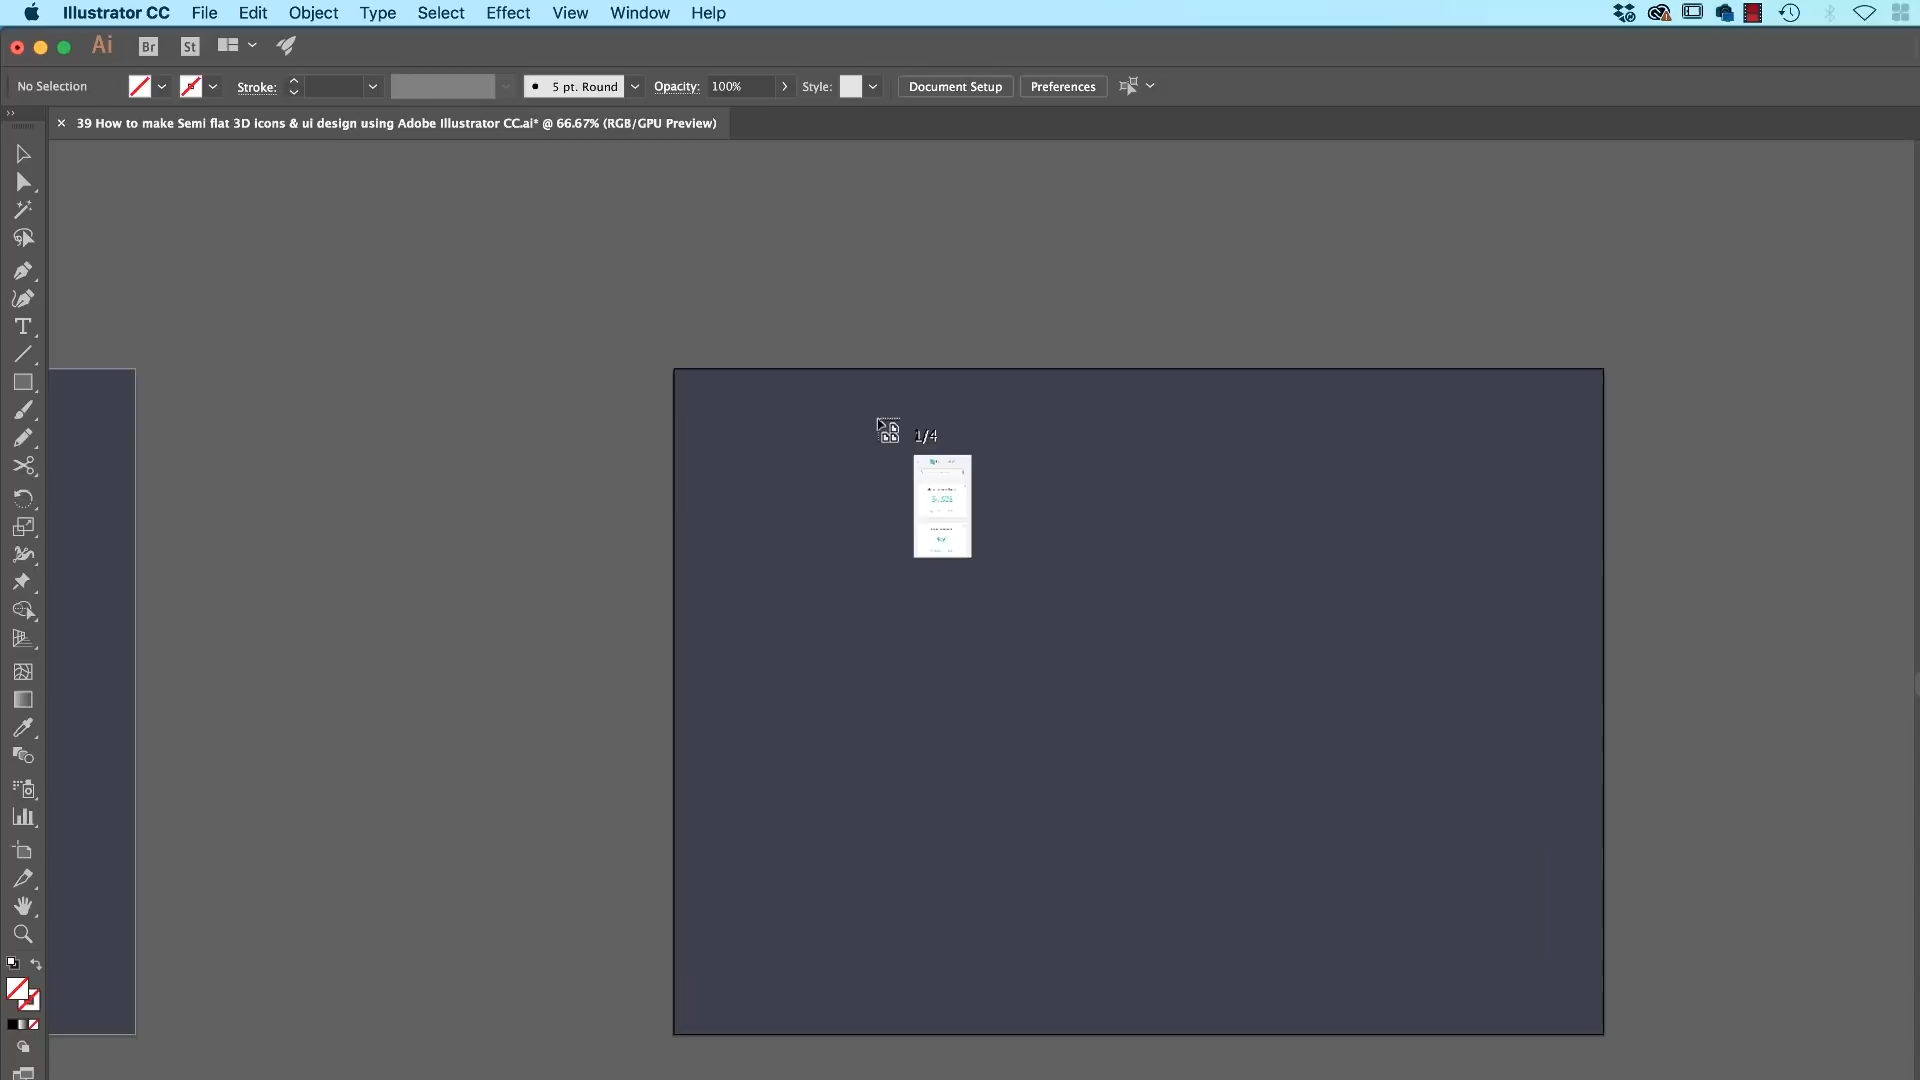 Illustrator CC File Edit Object Type Select Effect View Window Help
Ai Br St
No Selection Stroke: 5 pt. Round Opacity: 100% Style: Document Setup Preferences
39 How to make Semi flat 3D icons & ui design using Adobe Illustrator CC.ai* @ 66.67% (RGB/GPU Preview)
1/4